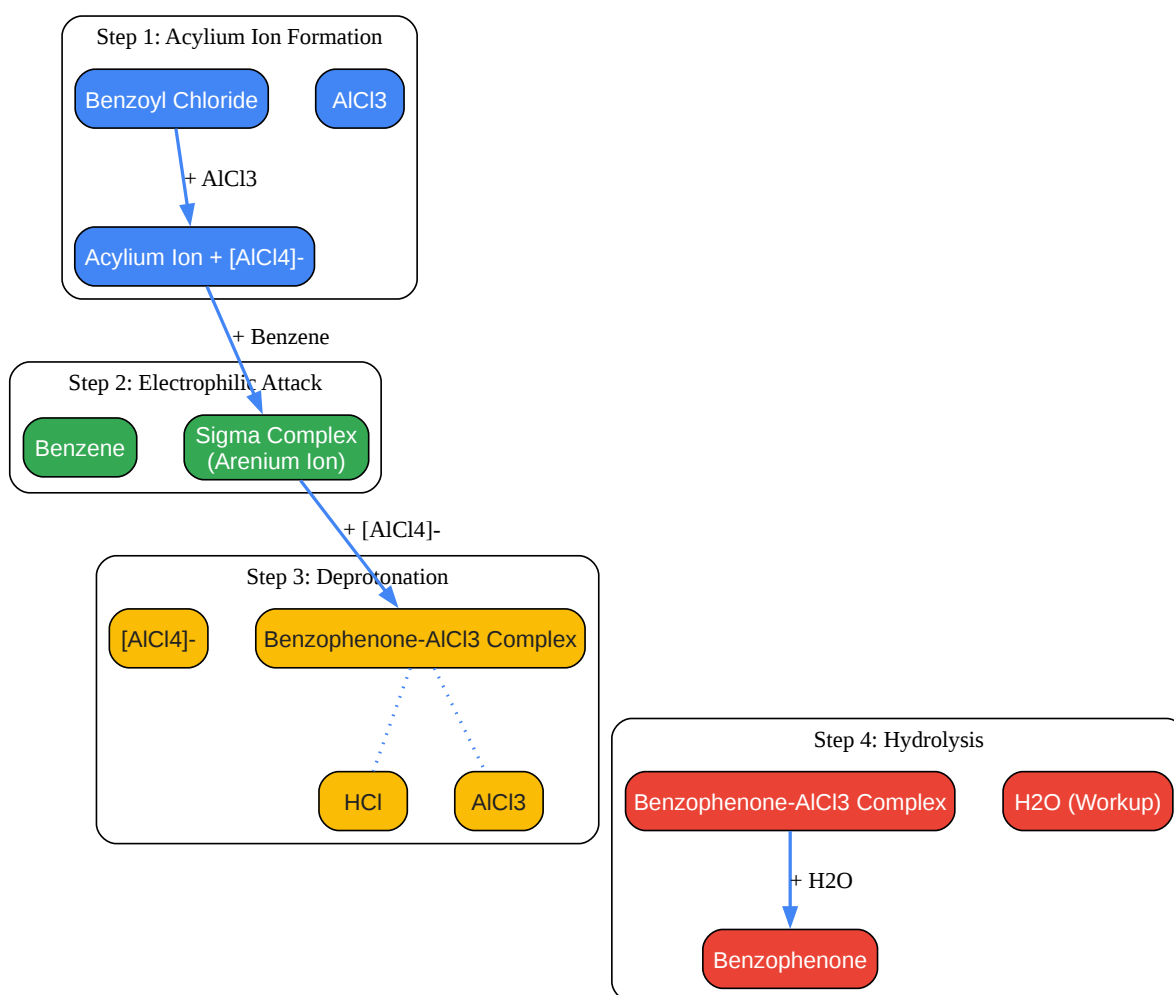 Step 1: Acylium Ion Formation
Benzoyl Chloride
AlCl3
+ AlCl3
Acylium Ion + [AlCl4]-
+ Benzene
Step 2: Electrophilic Attack
Benzene
Sigma Complex
(Arenium Ion)
+ [AlCl4]-
Step 3: Deprotonation
[AlCl4]-
Benzophenone-AlCl3 Complex
HCl
AlCl3
Step 4: Hydrolysis
Benzophenone-AlCl3 Complex
H2O (Workup)
+ H2O
Benzophenone